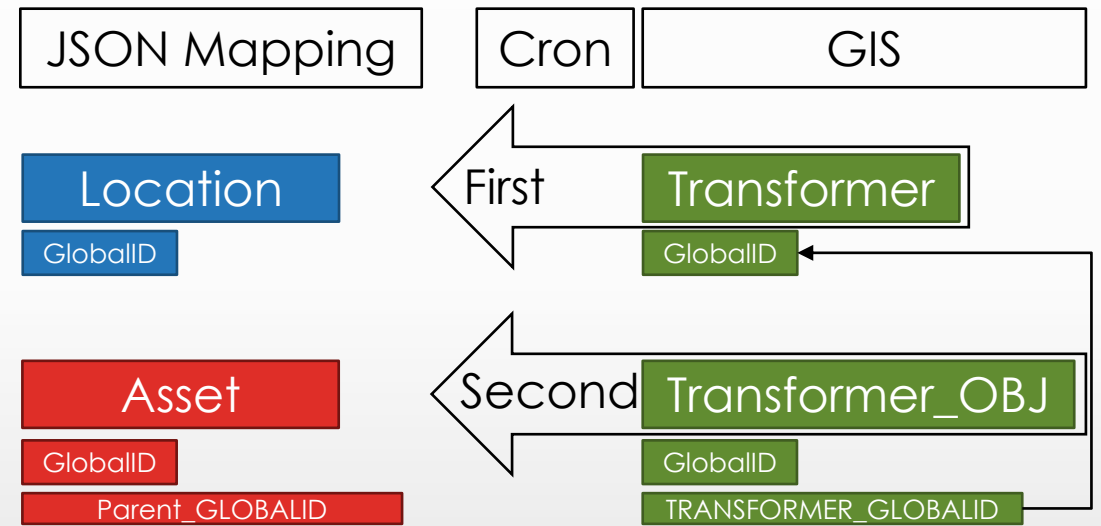 JSON Mapping
Cron
GIS
Location
First
Transformer
GlobalID
GlobalID
Asset
Second
Transformer_OBJ
GlobalID
GlobalID
Parent_GLOBALID
TRANSFORMER_GLOBALID